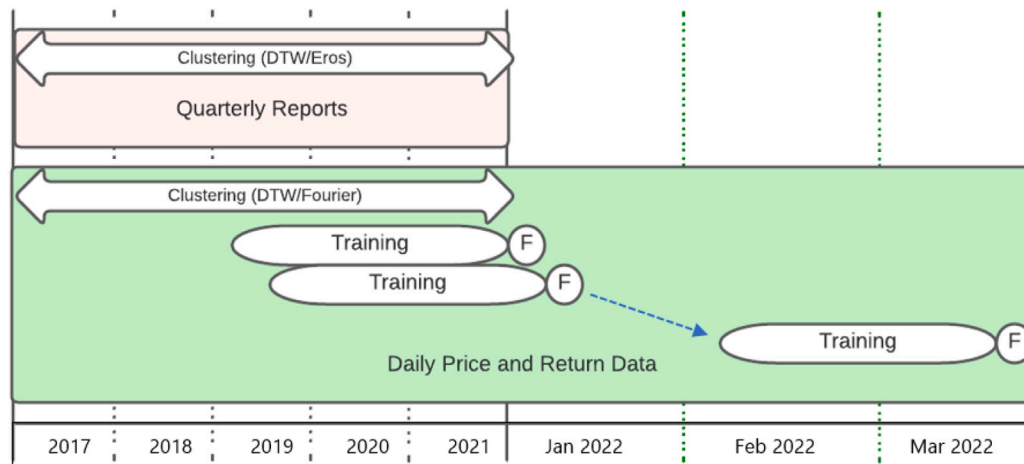 Clustering (DTW/Eros)
Quarterly Reports
Clustering (DTW/Fourier)
Training F
Training F
Training F
Daily Price and Return Data
2017 2018 2019 2020 2021 Jan 2022 Feb 2022 Mar 2022